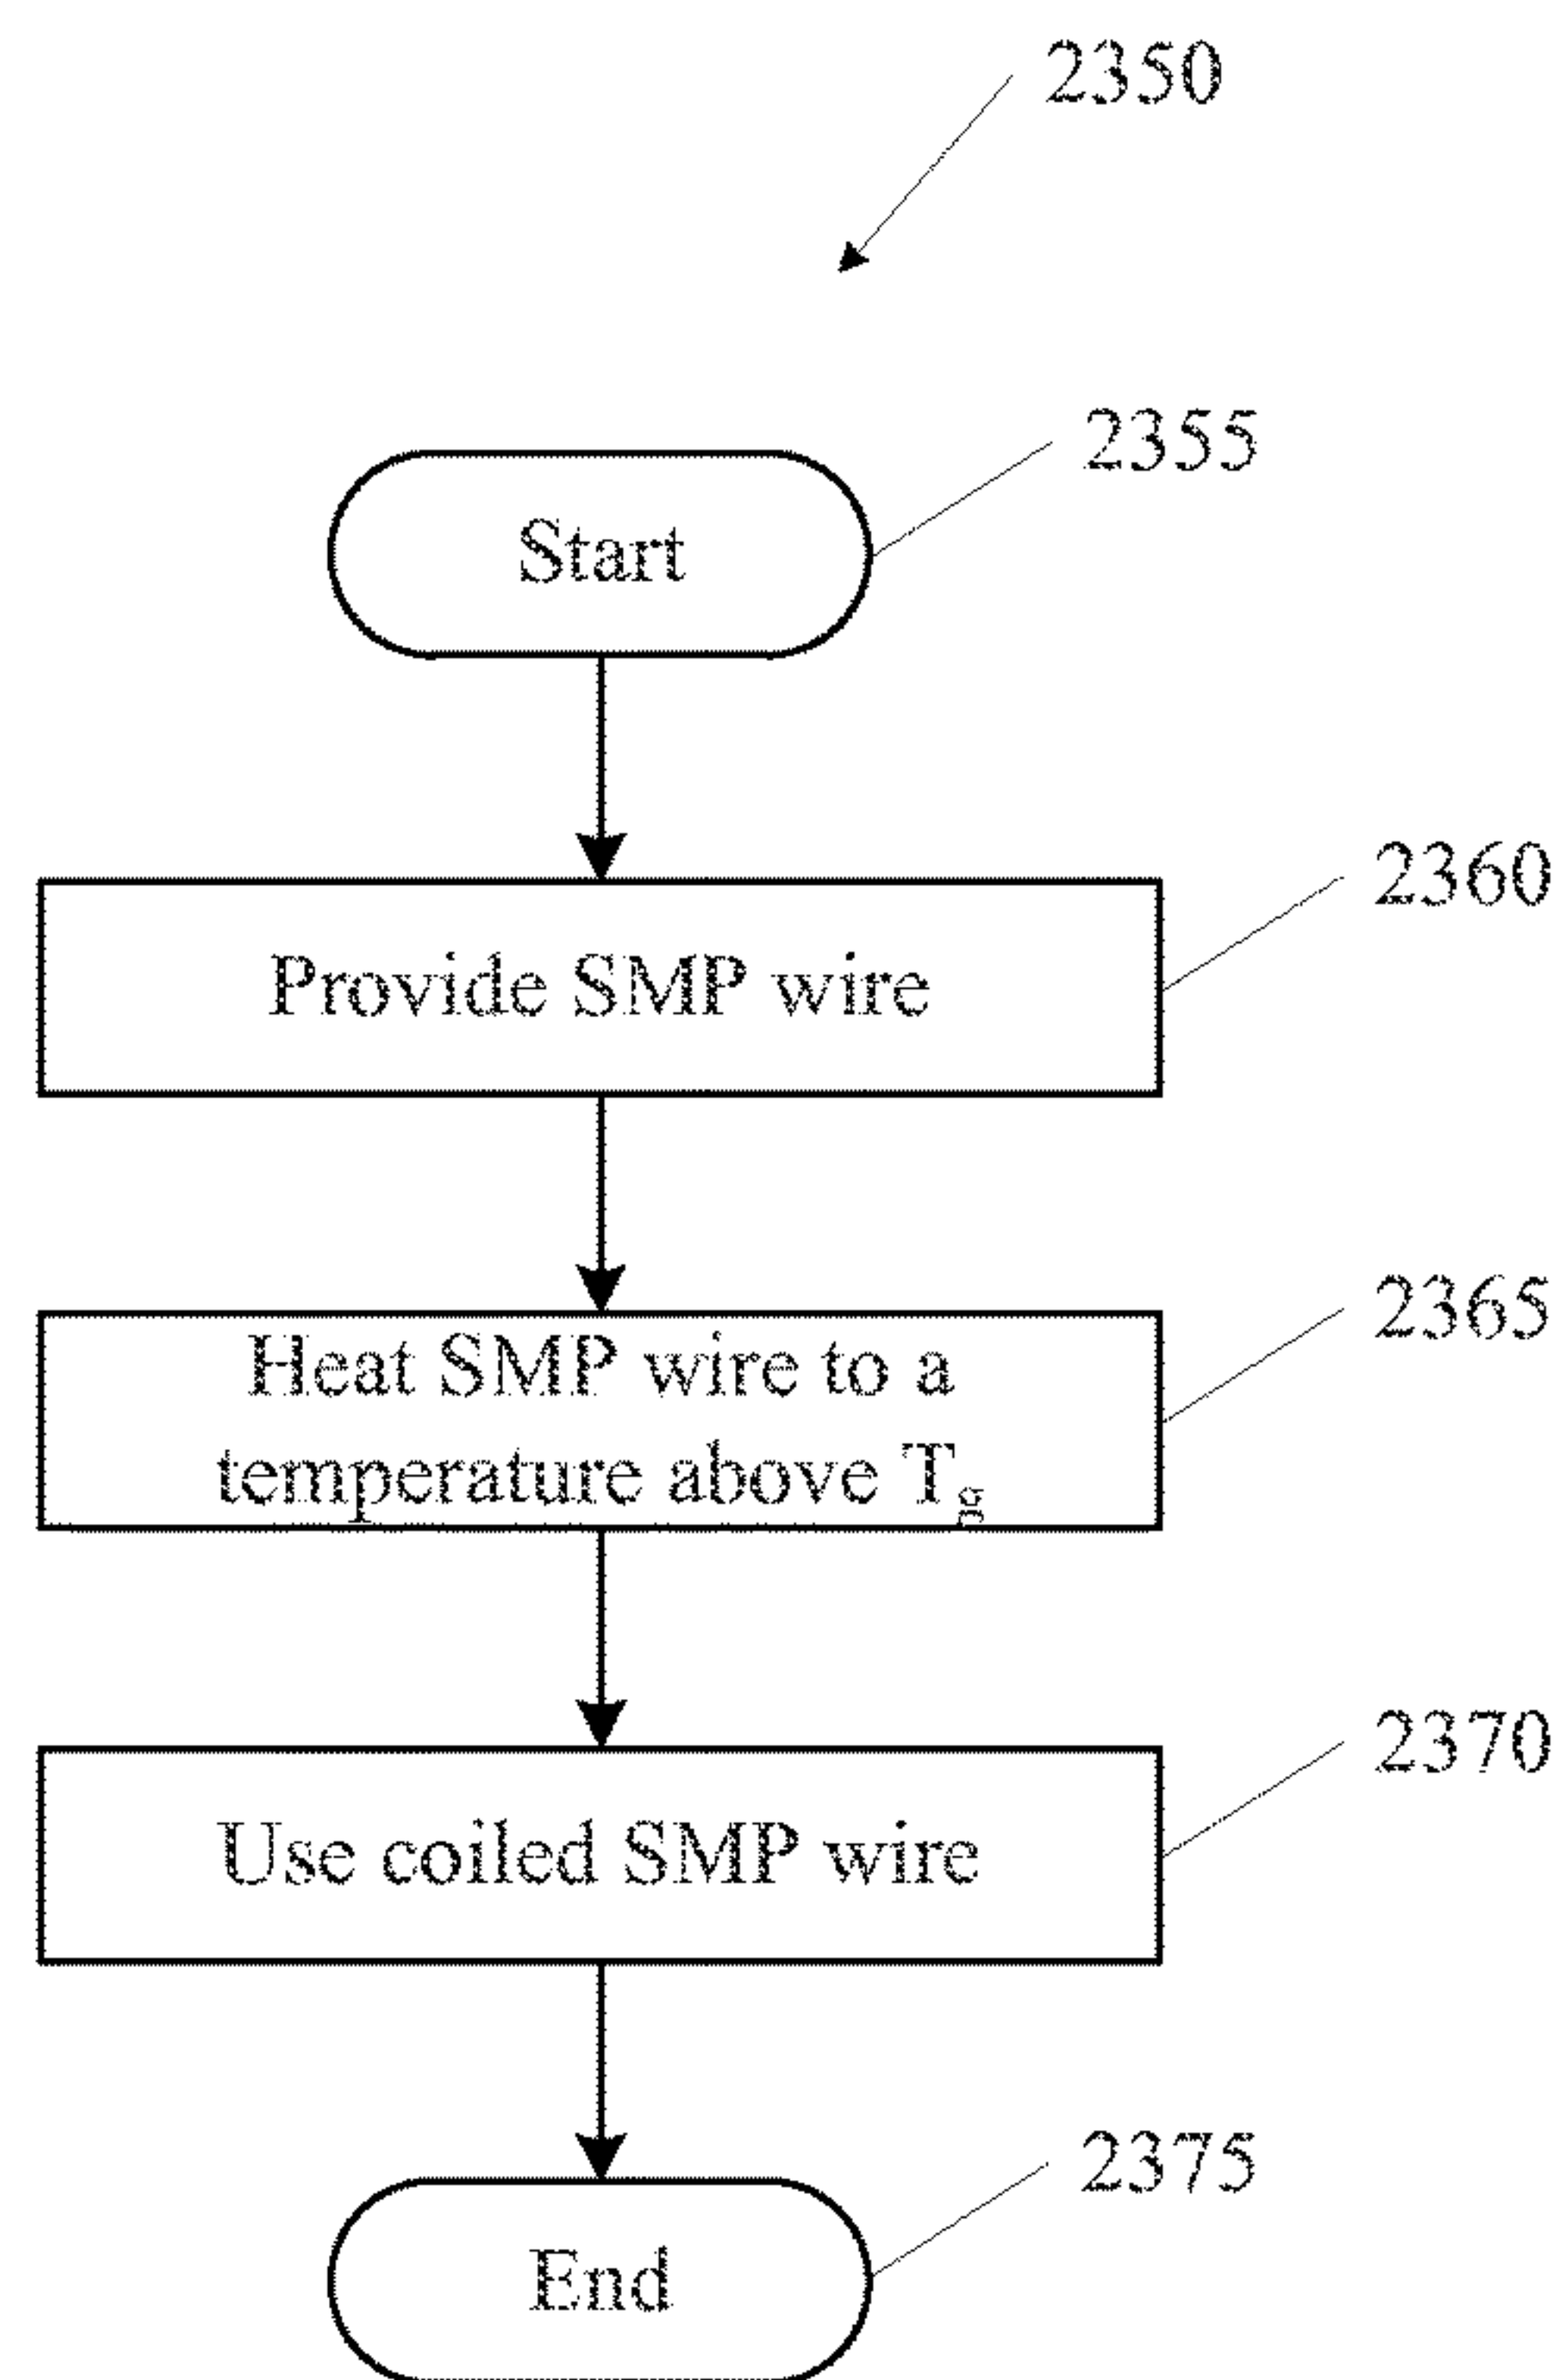 2350
2355
Start
2360
Provide SMP wire
2365
Heat SMP wire to a
temperature above Tg
2370
Use coiled SMP wire
2375
End